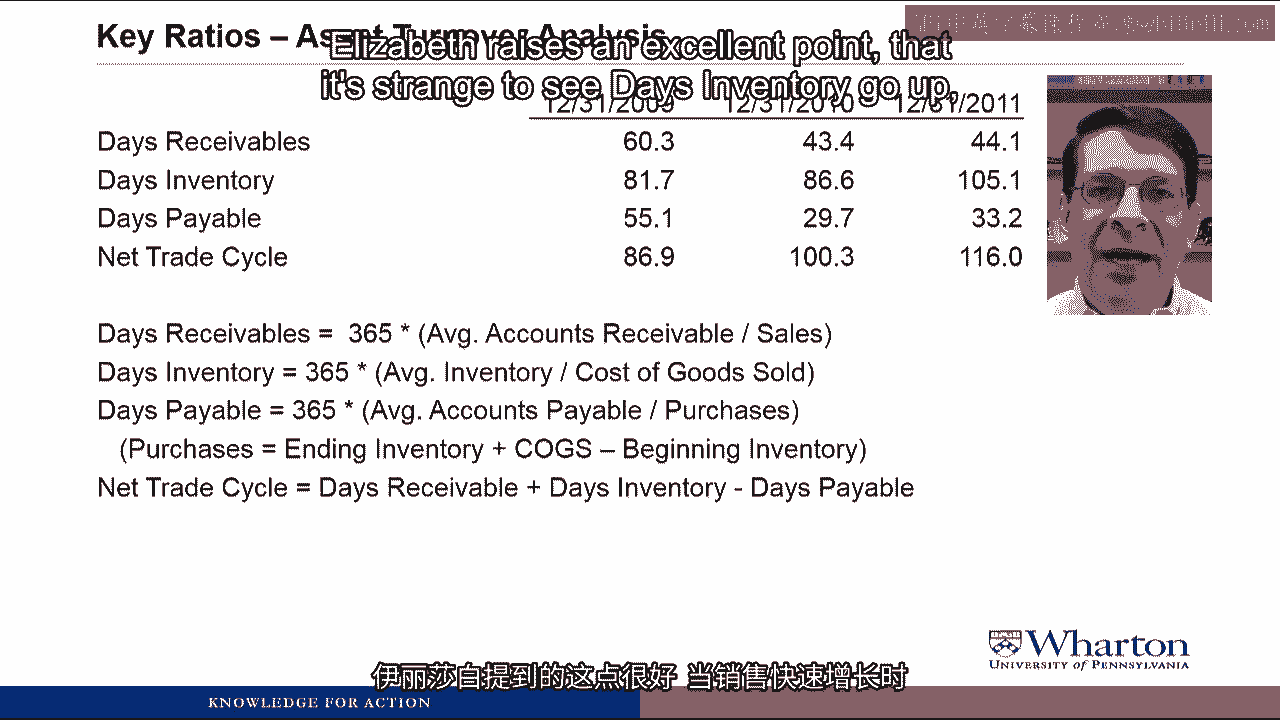 Key Ratios – Asset Turnover Analysis
Elizabeth raises an excellent point, that
it's strange to see Days Inventory go up,
12/31/2009 12/31/2010 12/31/2011
Days Receivables 60.3 43.4 44.1
Days Inventory 81.7 86.6 105.1
Days Payable 55.1 29.7 33.2
Net Trade Cycle 86.9 100.3 116.0
Days Receivables = 365 * (Avg. Accounts Receivable / Sales)
Days Inventory = 365 * (Avg. Inventory / Cost of Goods Sold)
Days Payable = 365 * (Avg. Accounts Payable / Purchases)
(Purchases = Ending Inventory + COGS – Beginning Inventory)
Net Trade Cycle = Days Receivable + Days Inventory - Days Payable
Wharton
UNIVERSITY of PENNSYLVANIA
伊丽莎白提到的这点很好 当销售快速增长时
KNOWLEDGE FOR ACTION